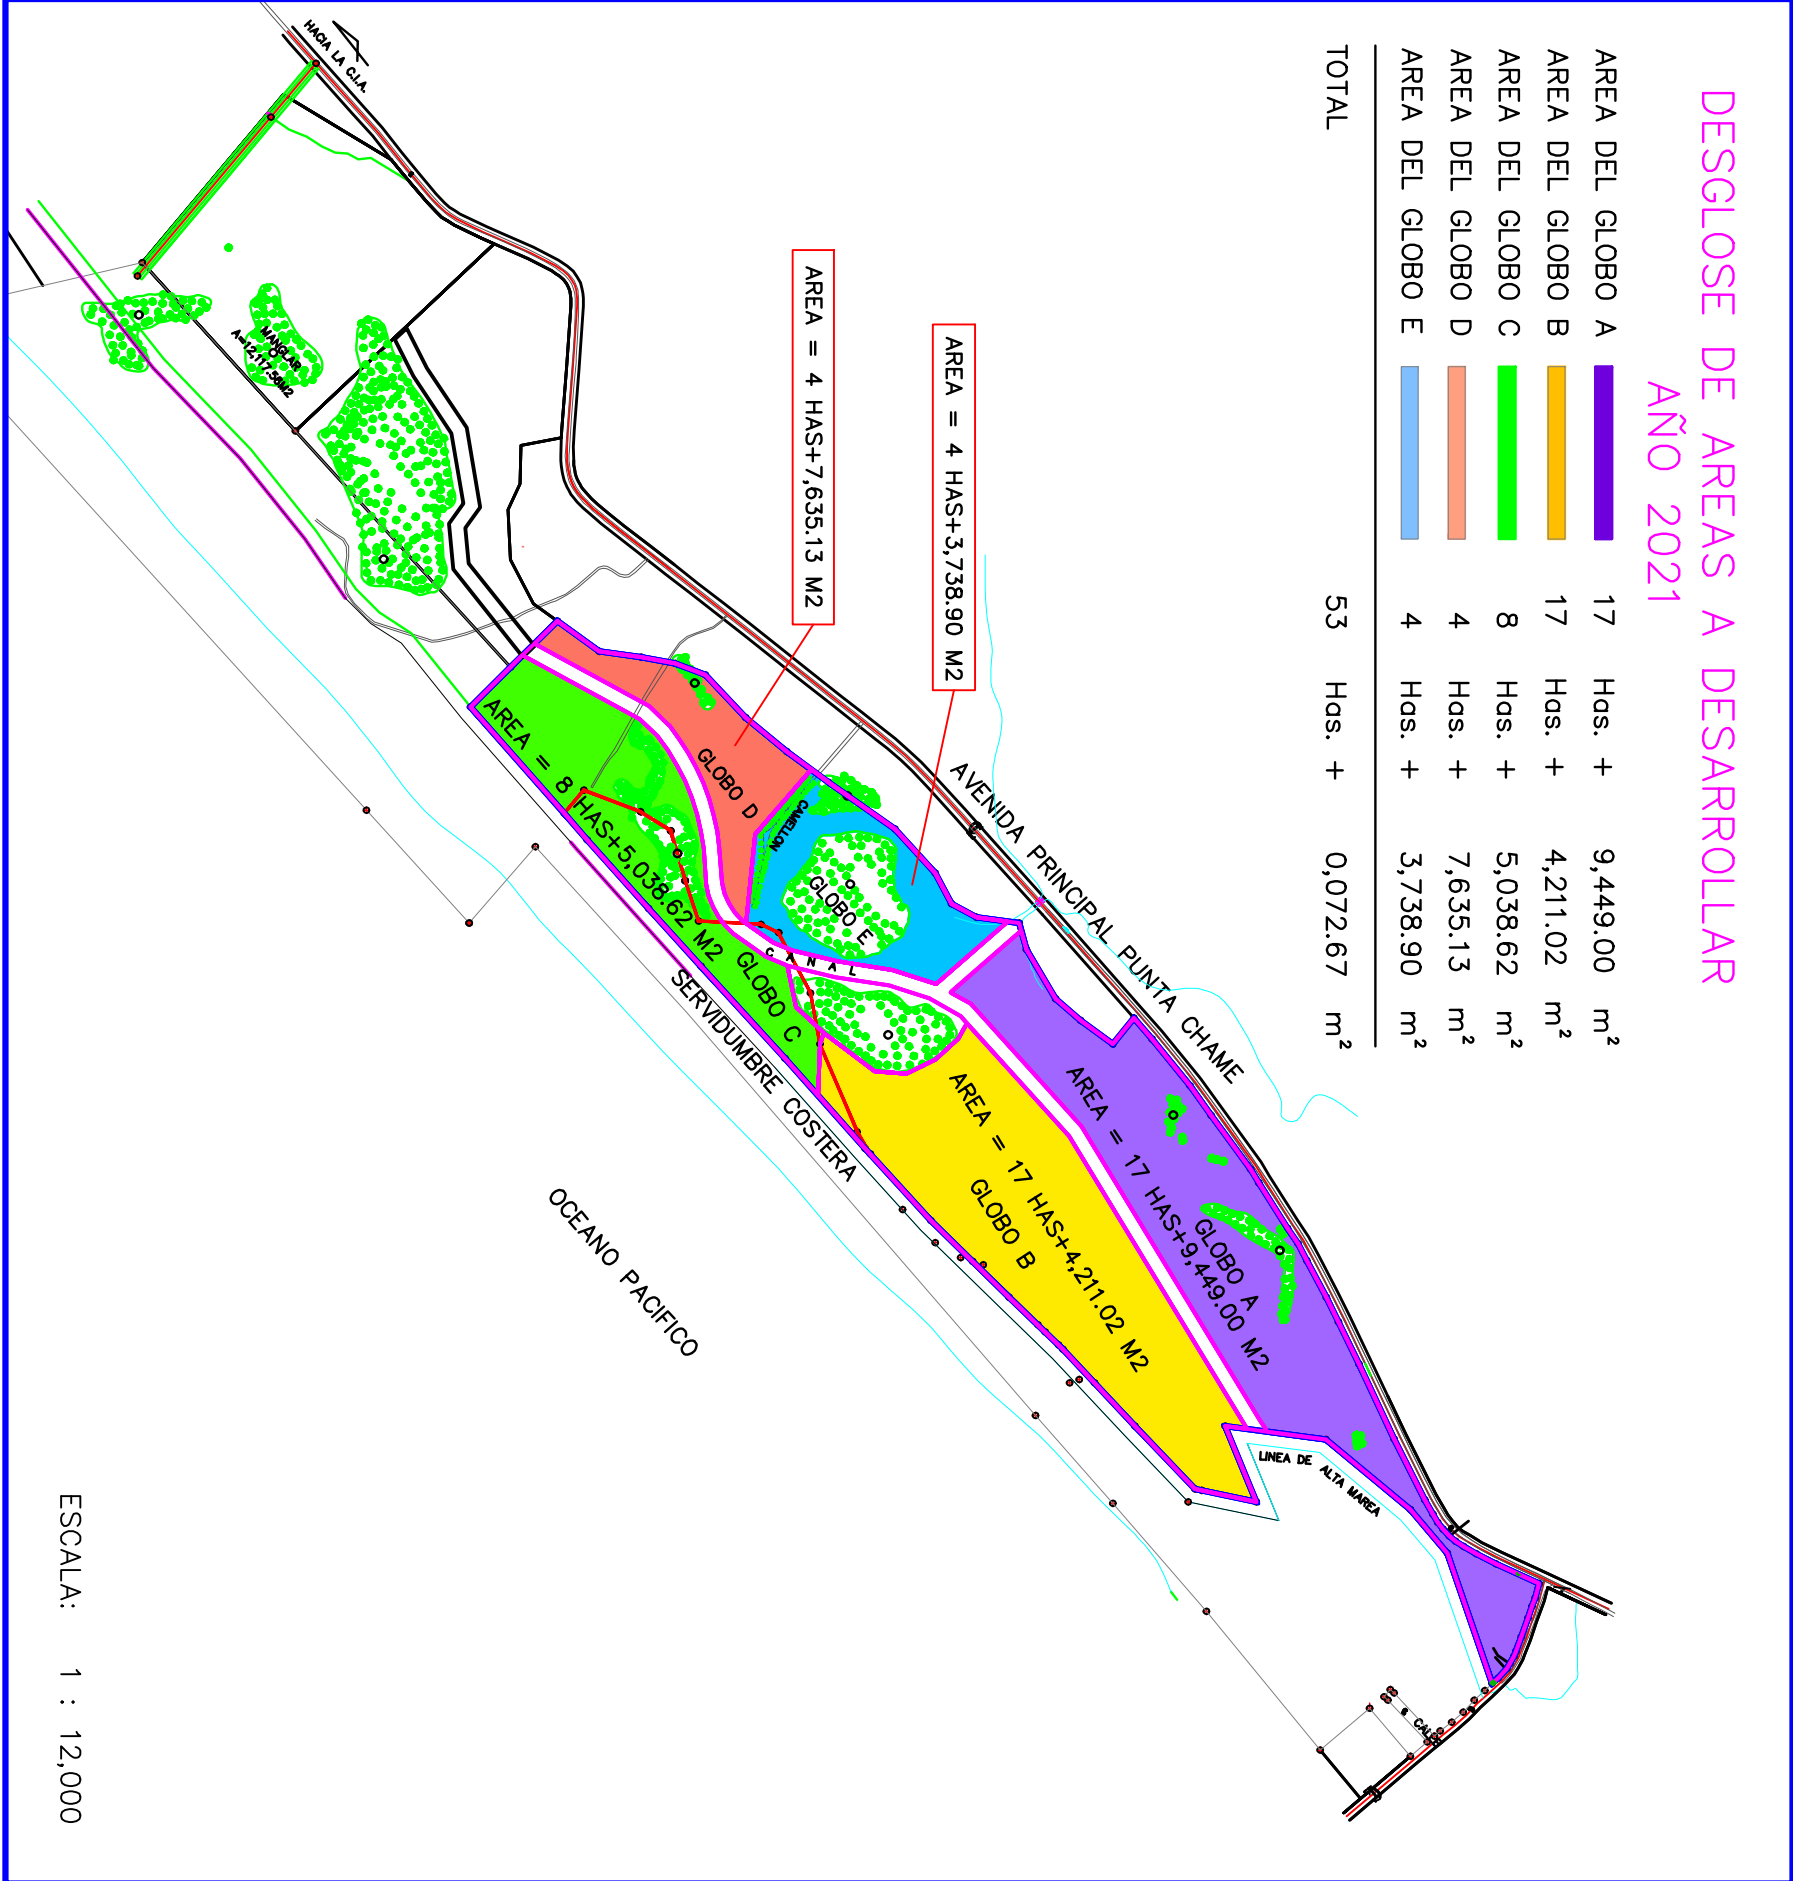 DESGLOSE DE AREAS A DESARROLLAR
AÑO 2021
AREA DEL GLOBO A 17 Has. + 9,449.00 m²
AREA DEL GLOBO B 17 Has. + 4,211.02 m²
AREA DEL GLOBO C 8 Has. + 5,038.62 m²
AREA DEL GLOBO D 4 Has. + 7,635.13 m²
AREA DEL GLOBO E 4 Has. + 3,738.90 m²
TOTAL 53 Has. + 0,072.67 m²
AREA = 4 HAS+3,738.90 M2
AREA = 4 HAS+7,635.13 M2
HACIA LA C.I.A.
AVENIDA PRINCIPAL PUNTA CHAME
MANGLAR
A=12,117.56M2
GLOBO D
CAMELLON
GLOBO E
CANAL
AREA = 17 HAS+9,449.00 M2
GLOBO A
AREA = 17 HAS+4,211.02 M2
GLOBO B
AREA = 8 HAS+5,038.62 M2
GLOBO C
SERVIDUMBRE COSTERA
LINEA DE ALTA MAREA
OCEANO PACIFICO
ESCALA: 1 : 12,000